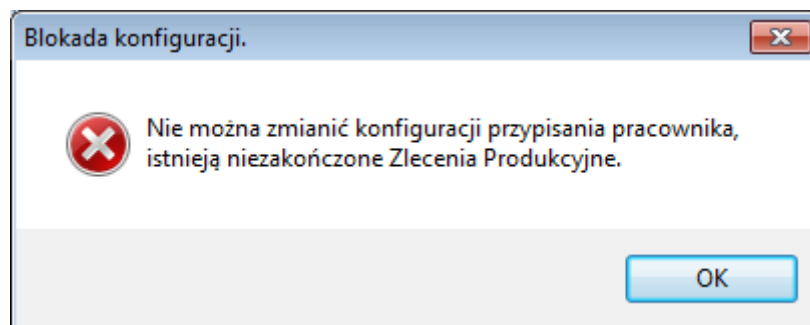 Blokada konfiguracji.
Nie można zmianić konfiguracji przypisania pracownika,
istnieją niezakończone Zlecenia Produkcyjne.
OK